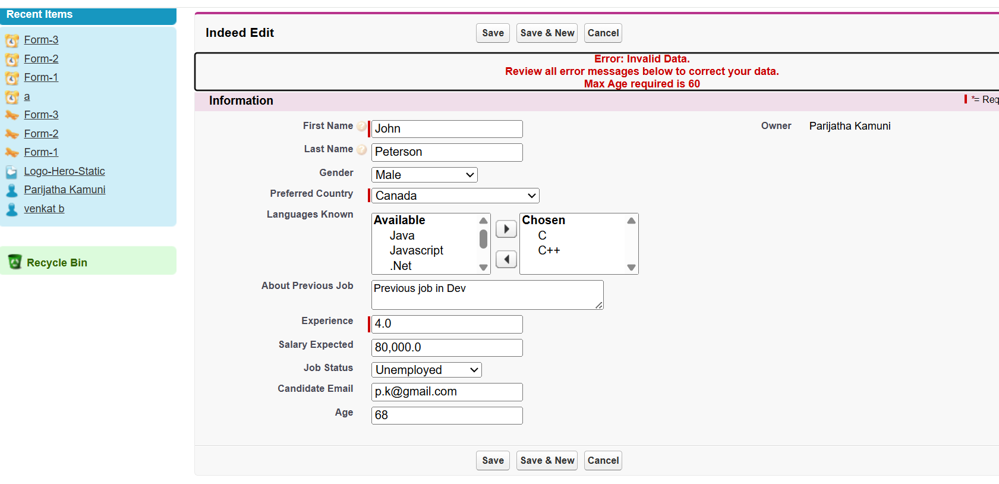 Recent Items
Form-3
Form-2
Form-1
a
Form-3
Form-2
Form-1
Logo-Hero-Static
Parijatha Kamuni
venkat b
Recycle Bin
Indeed Edit
Save
Save & New
Cancel
Error: Invalid Data.
Review all error messages below to correct your data.
Max Age required is 60
Information
*= Req
First Name ? John
Owner Parijatha Kamuni
Last Name ? Peterson
Gender Male
Preferred Country Canada
Languages Known
Available
Java
Javascript
.Net
Chosen
C
C++
About Previous Job Previous job in Dev
Experience 4.0
Salary Expected 80,000.0
Job Status Unemployed
Candidate Email p.k@gmail.com
Age 68
Save
Save & New
Cancel